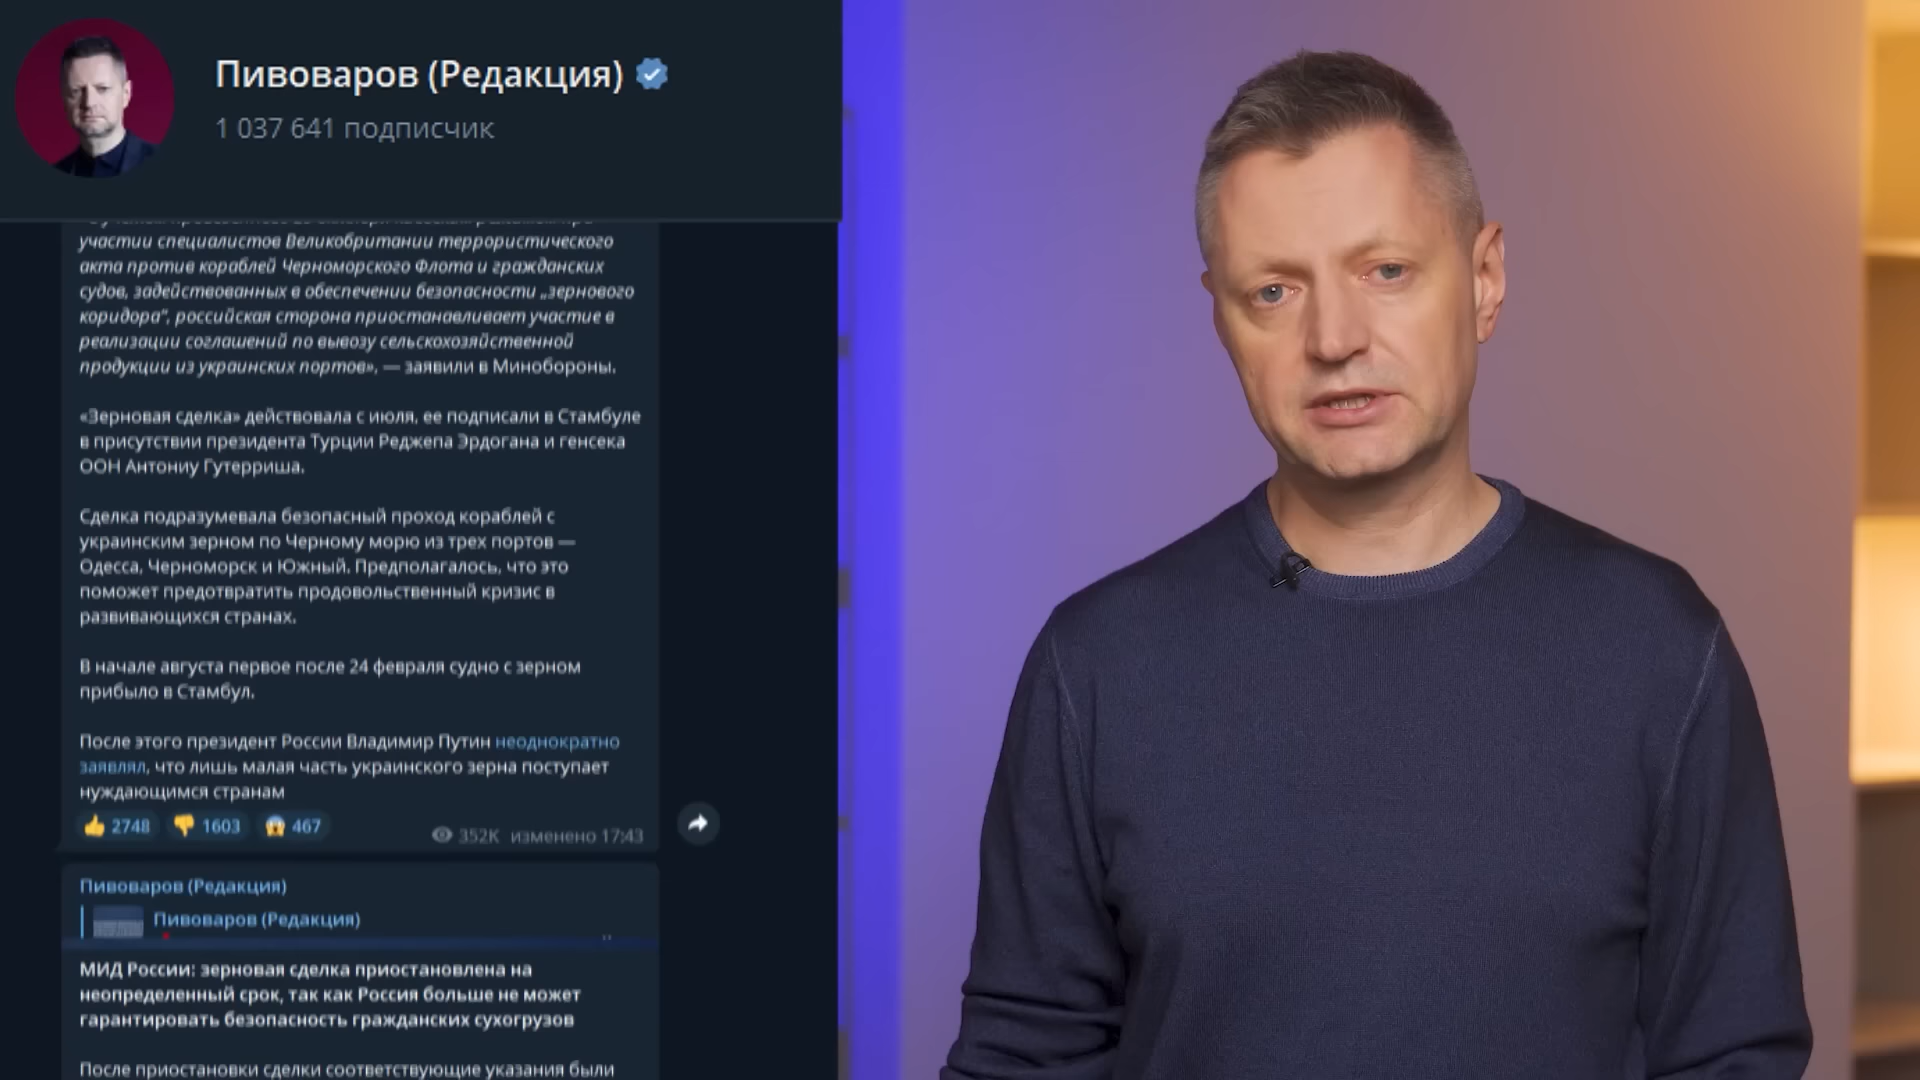 Пивоваров (Редакция)
1 037 641 подписчик
участии специалистов Великобритании террористического
акта против кораблей Черноморского Флота и гражданских
судов, задействованных в обеспечении безопасности „зернового
коридора“, российская сторона приостанавливает участие в
реализации соглашений по вывозу сельскохозяйственной
продукции из украинских портов», — заявили в Минобороны.
«Зерновая сделка» действовала с июля, ее подписали в Стамбуле
в присутствии президента Турции Реджепа Эрдогана и генсека
ООН Антониу Гутерриша.
Сделка подразумевала безопасный проход кораблей с
украинским зерном по Черному морю из трех портов —
Одесса, Черноморск и Южный. Предполагалось, что это
поможет предотвратить продовольственный кризис в
развивающихся странах.
В начале августа первое после 24 февраля судно с зерном
прибыло в Стамбул.
После этого президент России Владимир Путин неоднократно
заявлял, что лишь малая часть украинского зерна поступает
нуждающимся странам
2748 1603 467
352K изменено 17:43
Пивоваров (Редакция)
Пивоваров (Редакция)
МИД России: зерновая сделка приостановлена на
неопределенный срок, так как Россия больше не может
гарантировать безопасность гражданских сухогрузов
После приостановки сделки соответствующие указания были